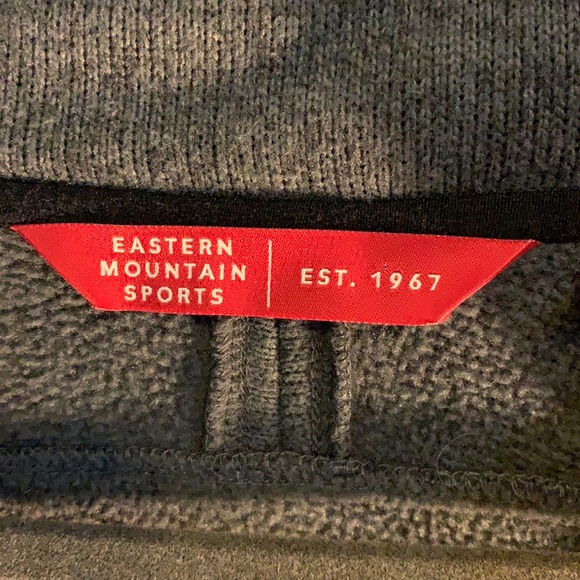 EASTERN
MOUNTAIN
SPORTS
EST. 1967